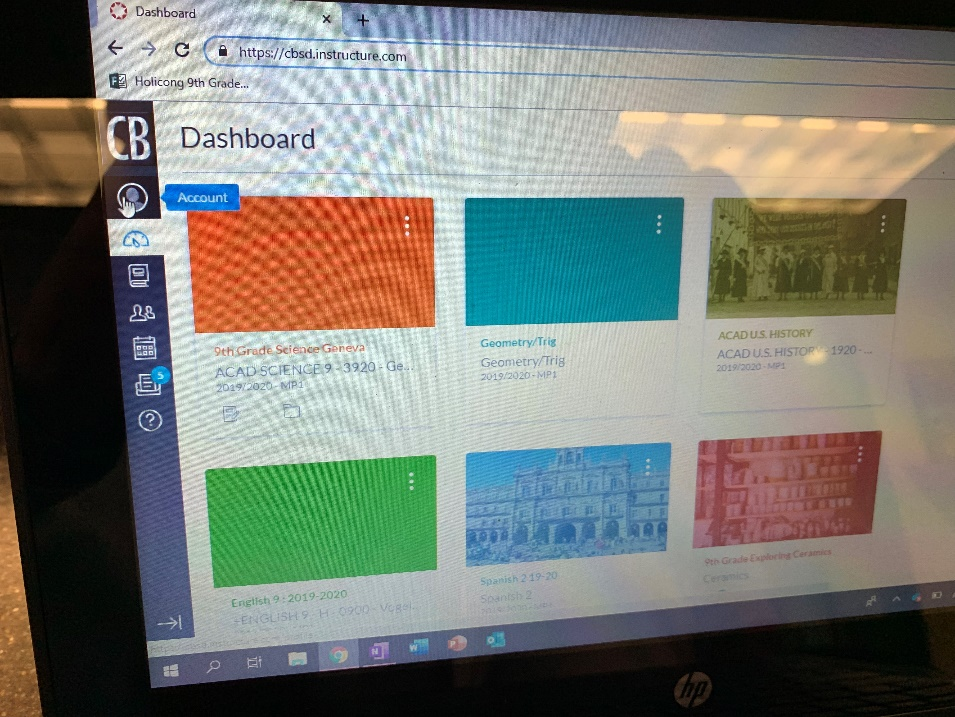 Dashboard
https://cbsd.instructure.com
Holicong 9th Grade...
CB
Dashboard
Account
9th Grade Science Geneva
ACAD SCIENCE 9 - 3920 - Ge...
2019/2020 - MP1
Geometry/Trig
Geometry/Trig
2019/2020 - MP1
ACAD U.S. HISTORY
ACAD U.S. HISTORY - 1920 - ...
2019/2020 - MP1
5
English 9 : 2019-2020
ENGLISH 9 - H - 0900 - Vogel...
Spanish 2 19-20
Spanish 2
9th Grade Exploring Ceramics
Ceramics
hp